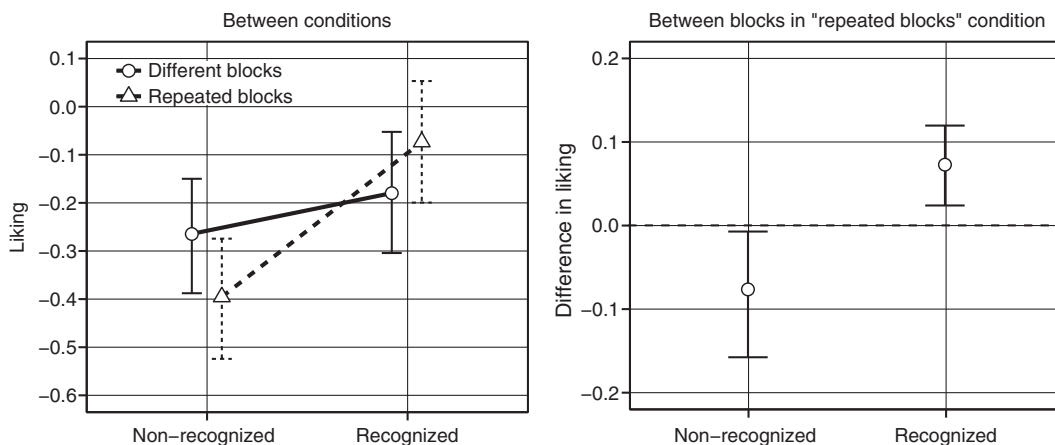 Between conditions
Different blocks
Repeated blocks
Liking
0.1
0.0
−0.1
−0.2
−0.3
−0.4
−0.5
−0.6
Non−recognized
Recognized
Between blocks in "repeated blocks" condition
Difference in liking
0.2
0.1
0.0
−0.1
−0.2
Non−recognized
Recognized